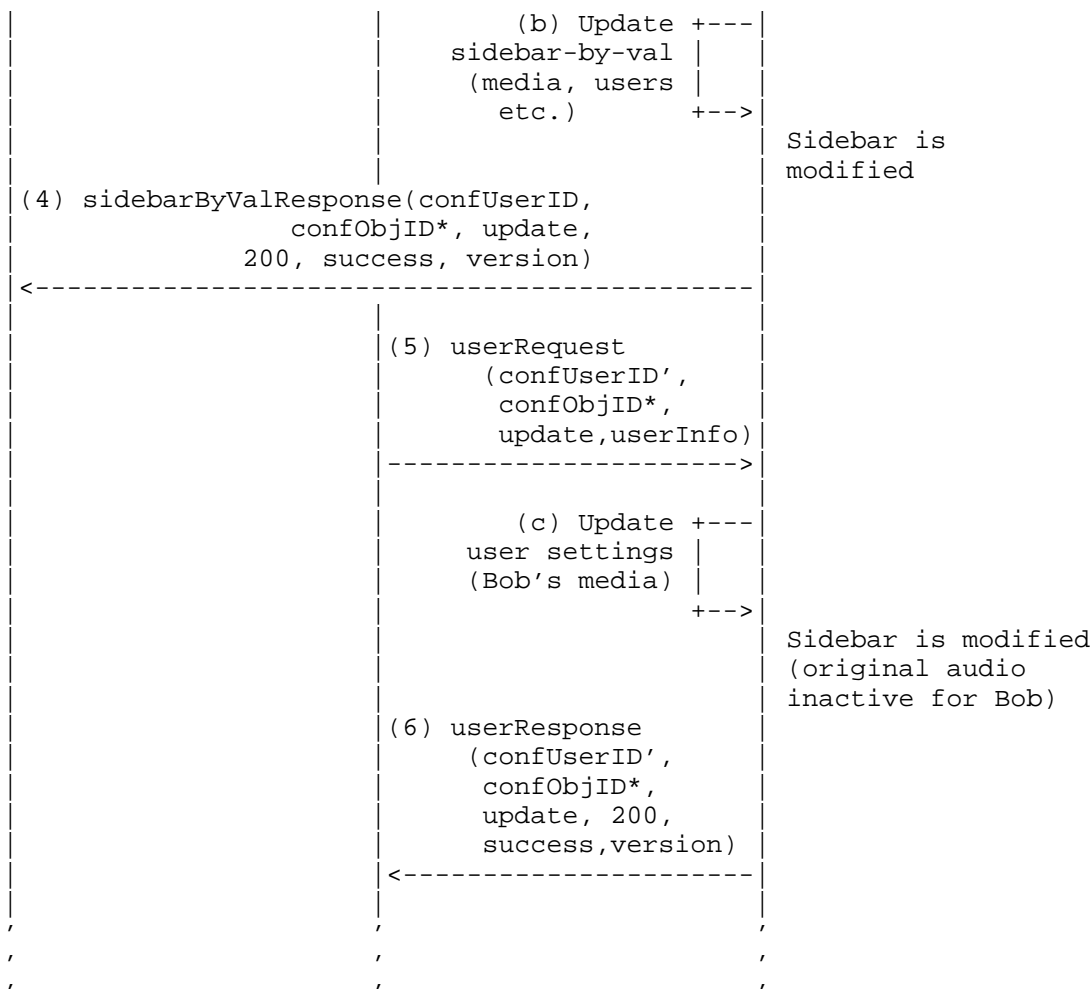 (b) Update +---
sidebar-by-val
(media, users
etc.) +-->
Sidebar is
modified
(4) sidebarByValResponse(confUserID,
confObjID*, update,
200, success, version)
<---------------------------------------------
(5) userRequest
(confUserID',
confObjID*,
update,userInfo)
---------------------->
(c) Update +---
user settings
(Bob's media)
+-->
Sidebar is modified
(original audio
inactive for Bob)
(6) userResponse
(confUserID',
confObjID*,
update, 200,
success,version)
<----------------------
' ' '
' ' '
' ' '